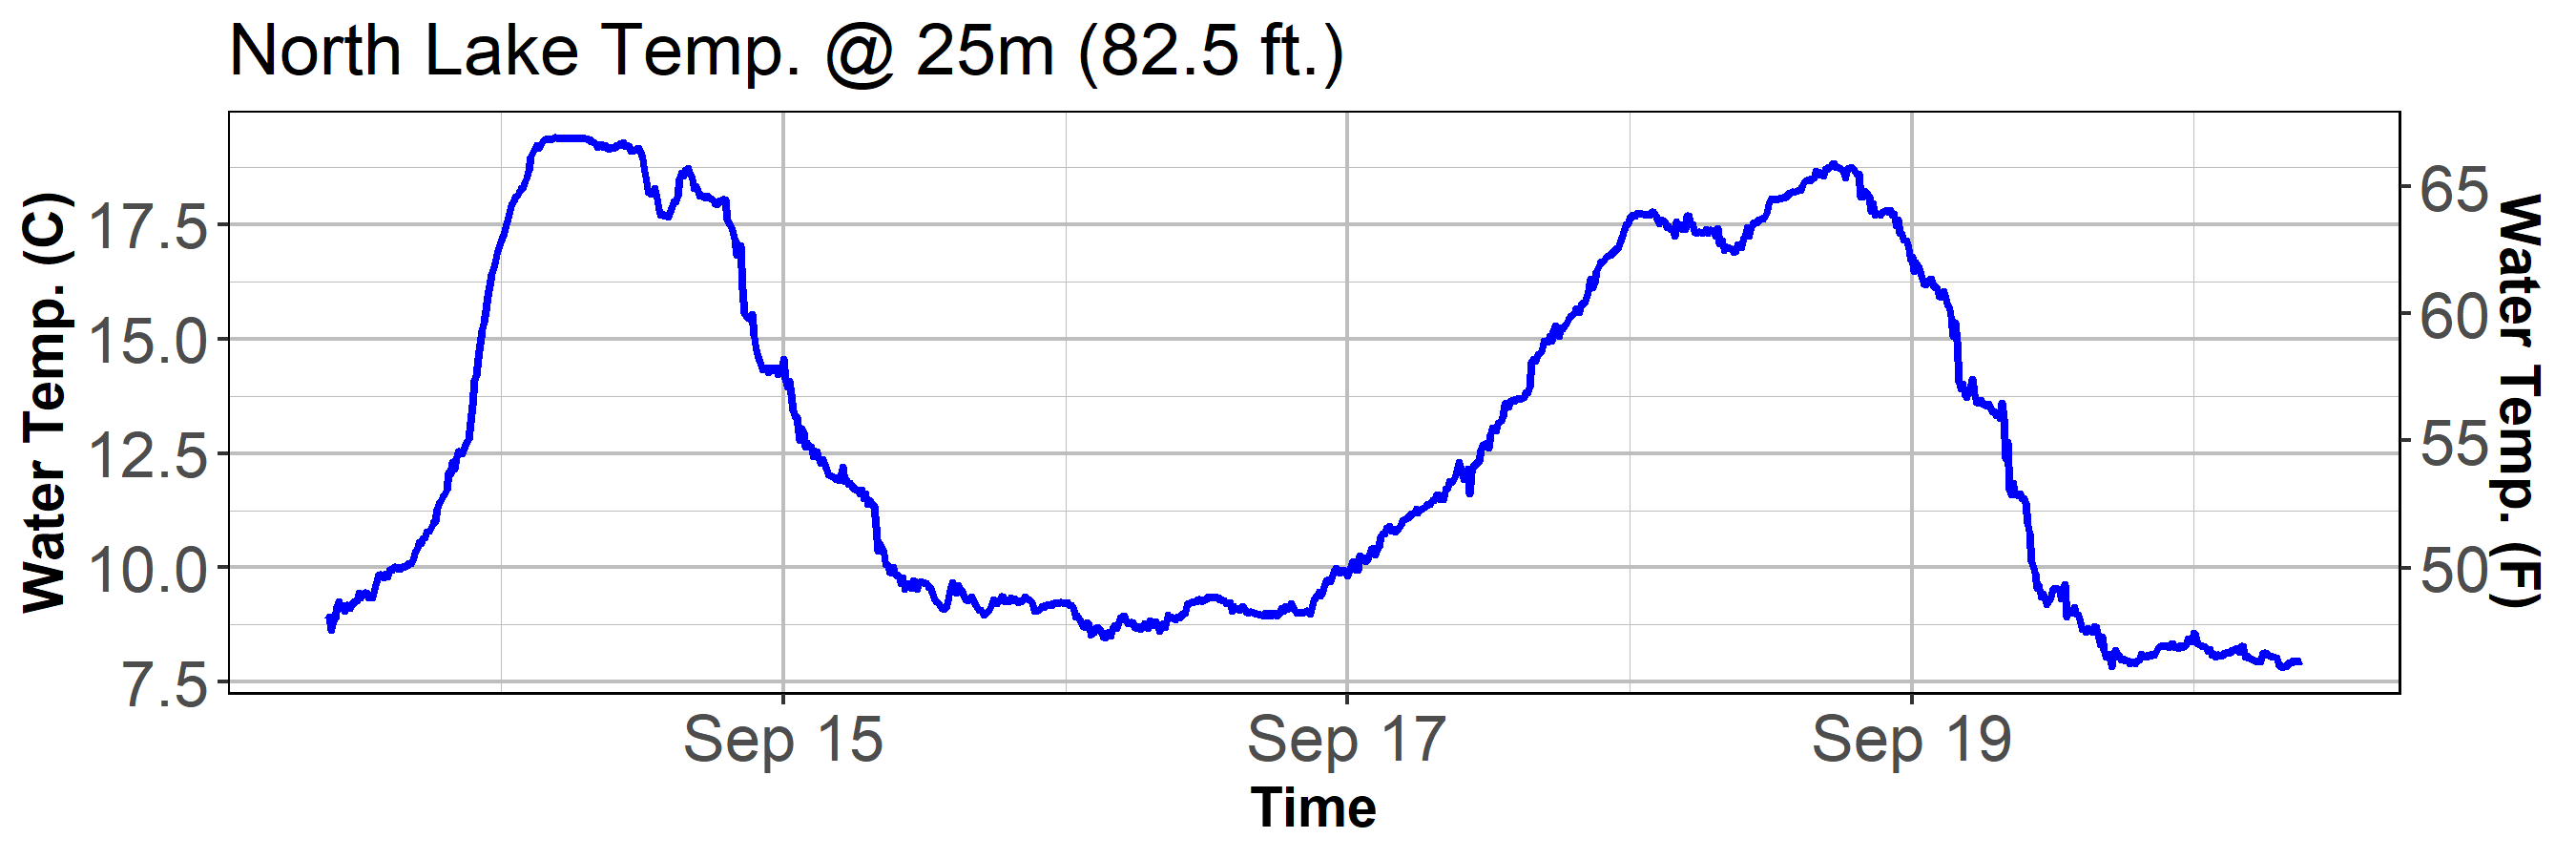 North Lake Temp. @ 25m (82.5 ft.)
Water Temp. (C)
17.5
15.0
12.5
10.0
7.5
65
60
55
50
Water Temp. (F)
Sep 15
Sep 17
Sep 19
Time